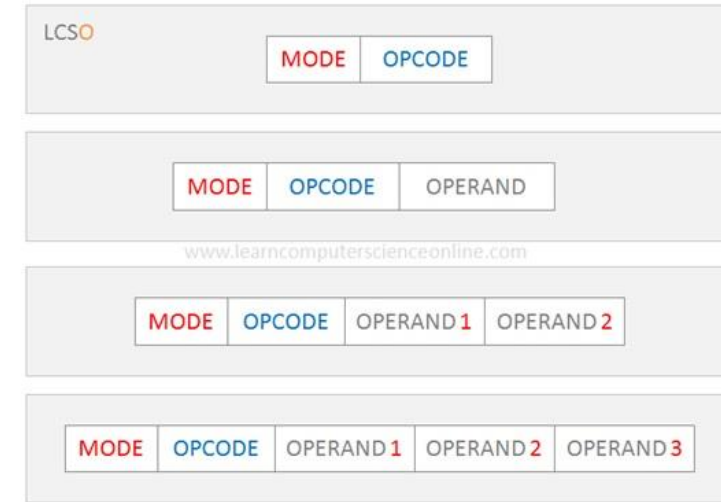 LCSO
MODE OPCODE
MODE OPCODE OPERAND
www.learncomputerscienceonline.com
MODE OPCODE OPERAND 1 OPERAND 2
MODE OPCODE OPERAND 1 OPERAND 2 OPERAND 3